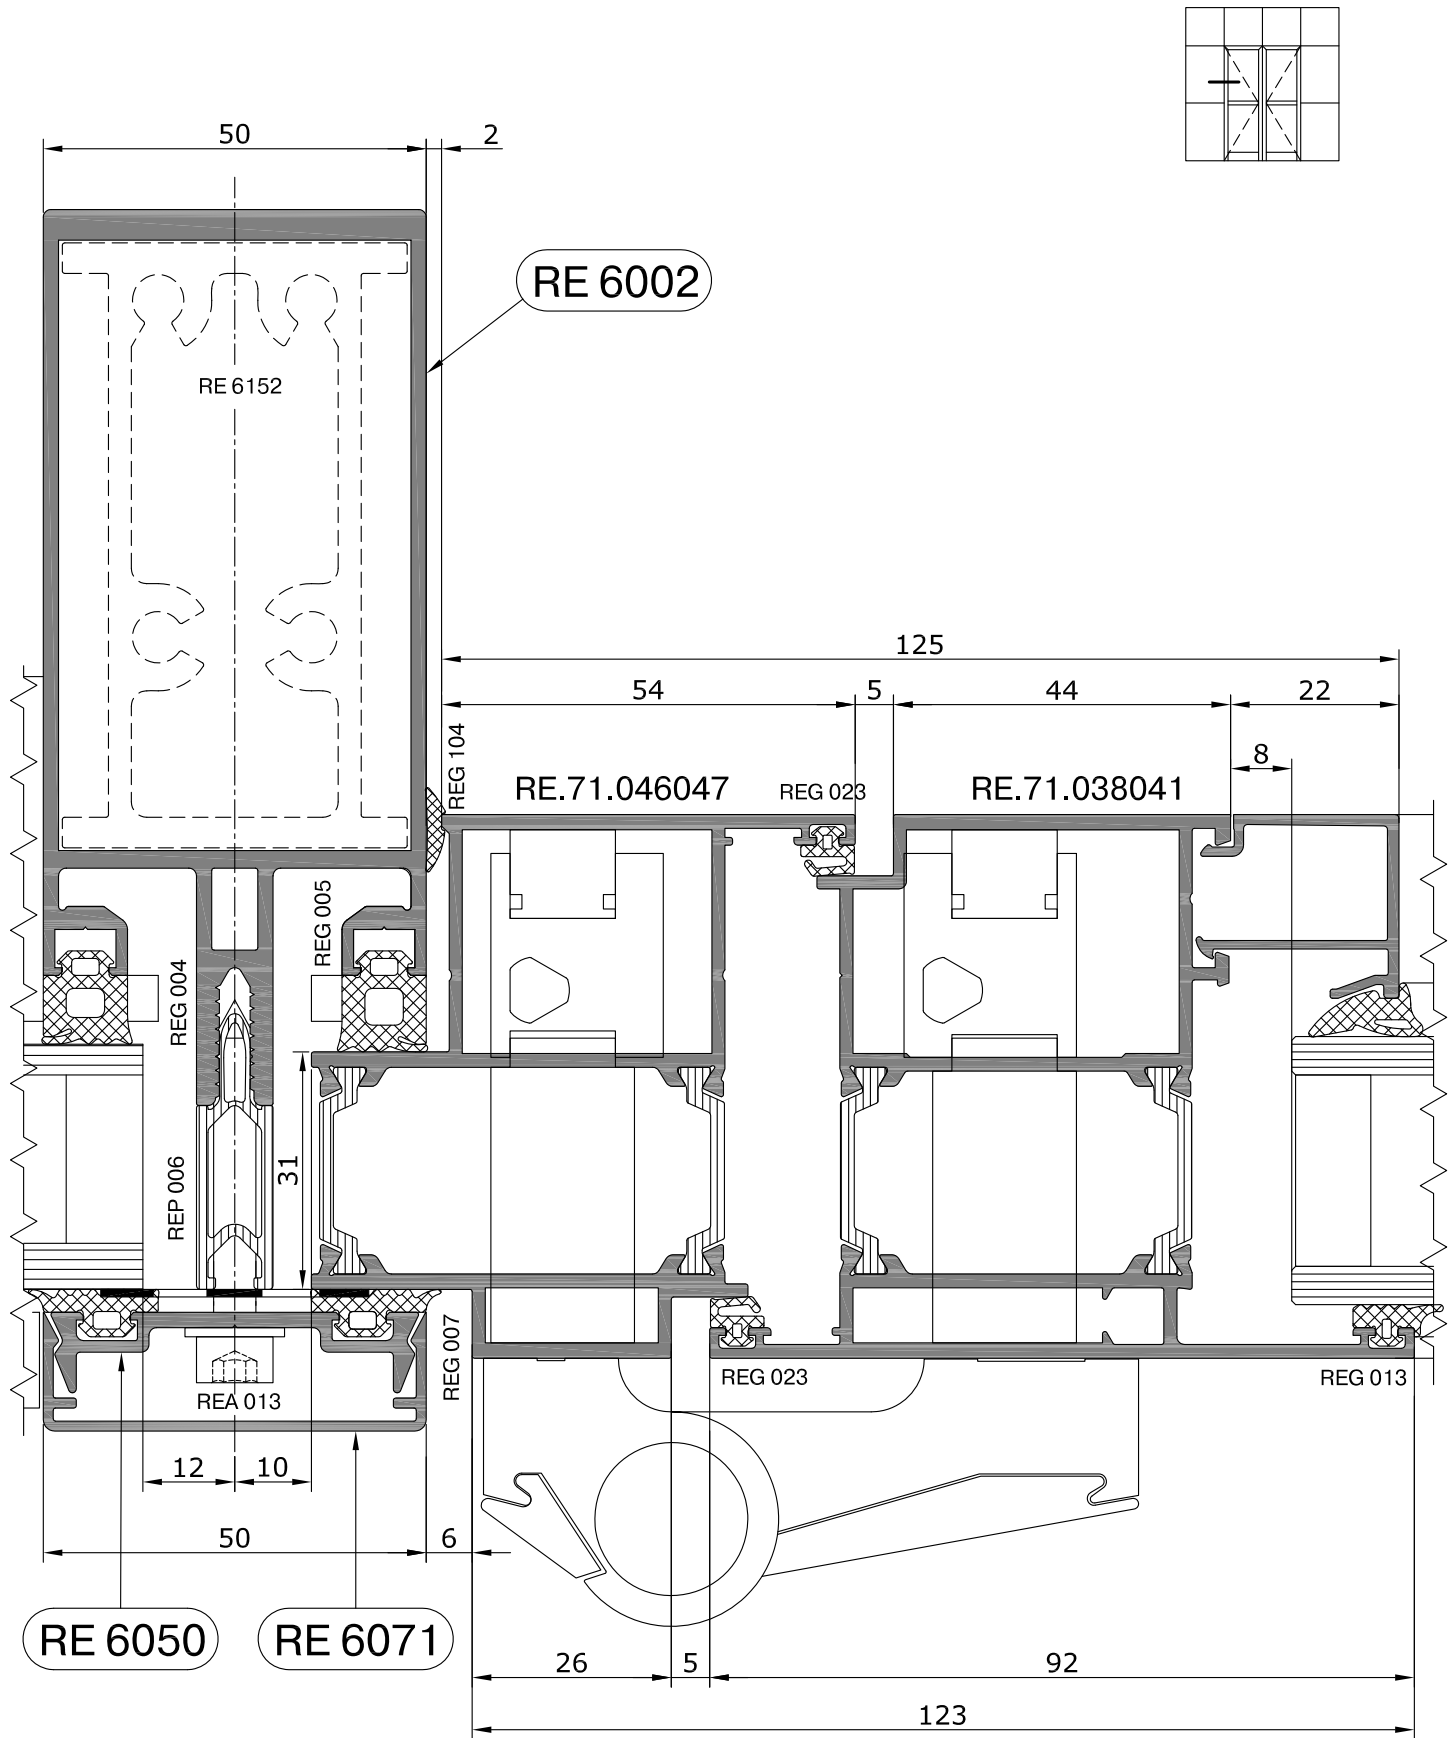 50
2
RE 6002
RE 6152
125
54
5
44
22
8
REG 104
RE.71.046047
REG 023
RE.71.038041
REG 005
REG 004
REP 006
31
REG 007
REG 023
REG 013
REA 013
12
10
50
6
RE 6050
RE 6071
26
5
92
123